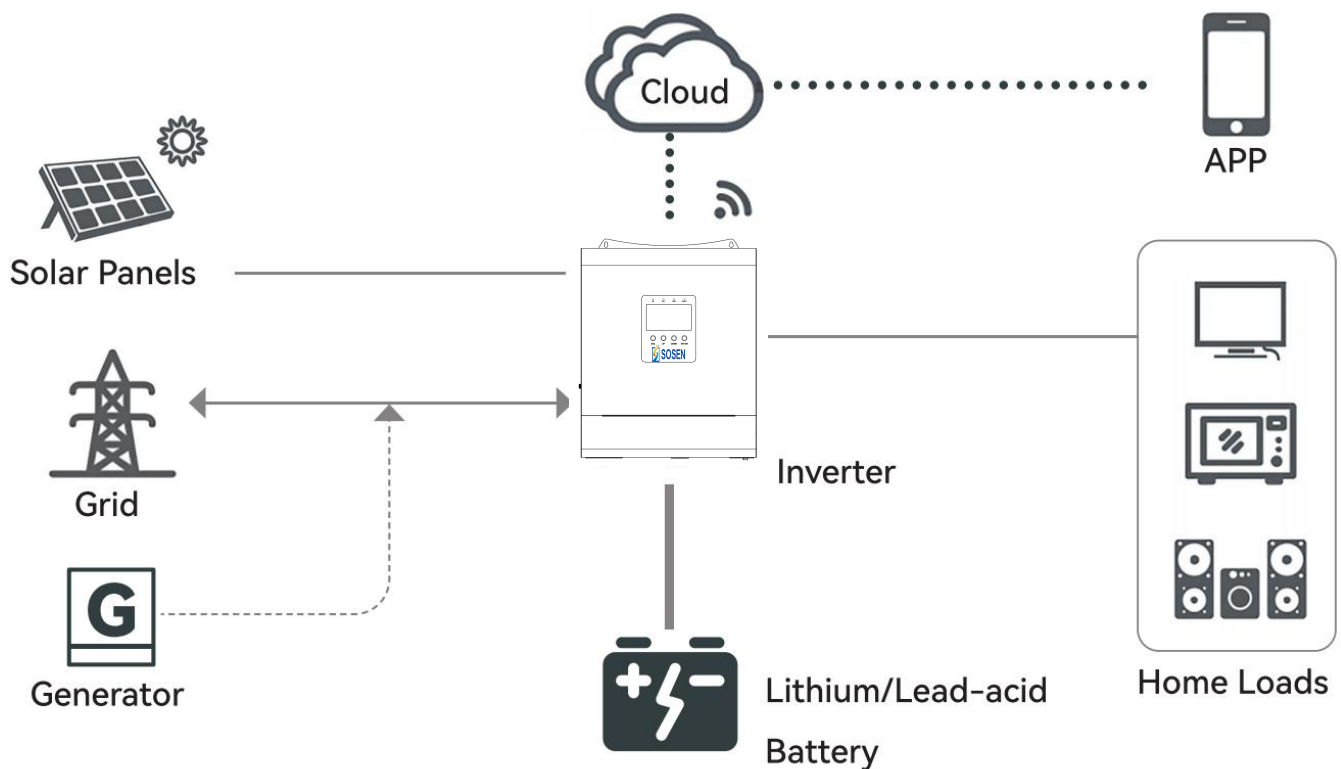 Cloud
APP
Solar Panels
SOSEN
Inverter
Grid
G
Generator
Lithium/Lead-acid
Battery
Home Loads